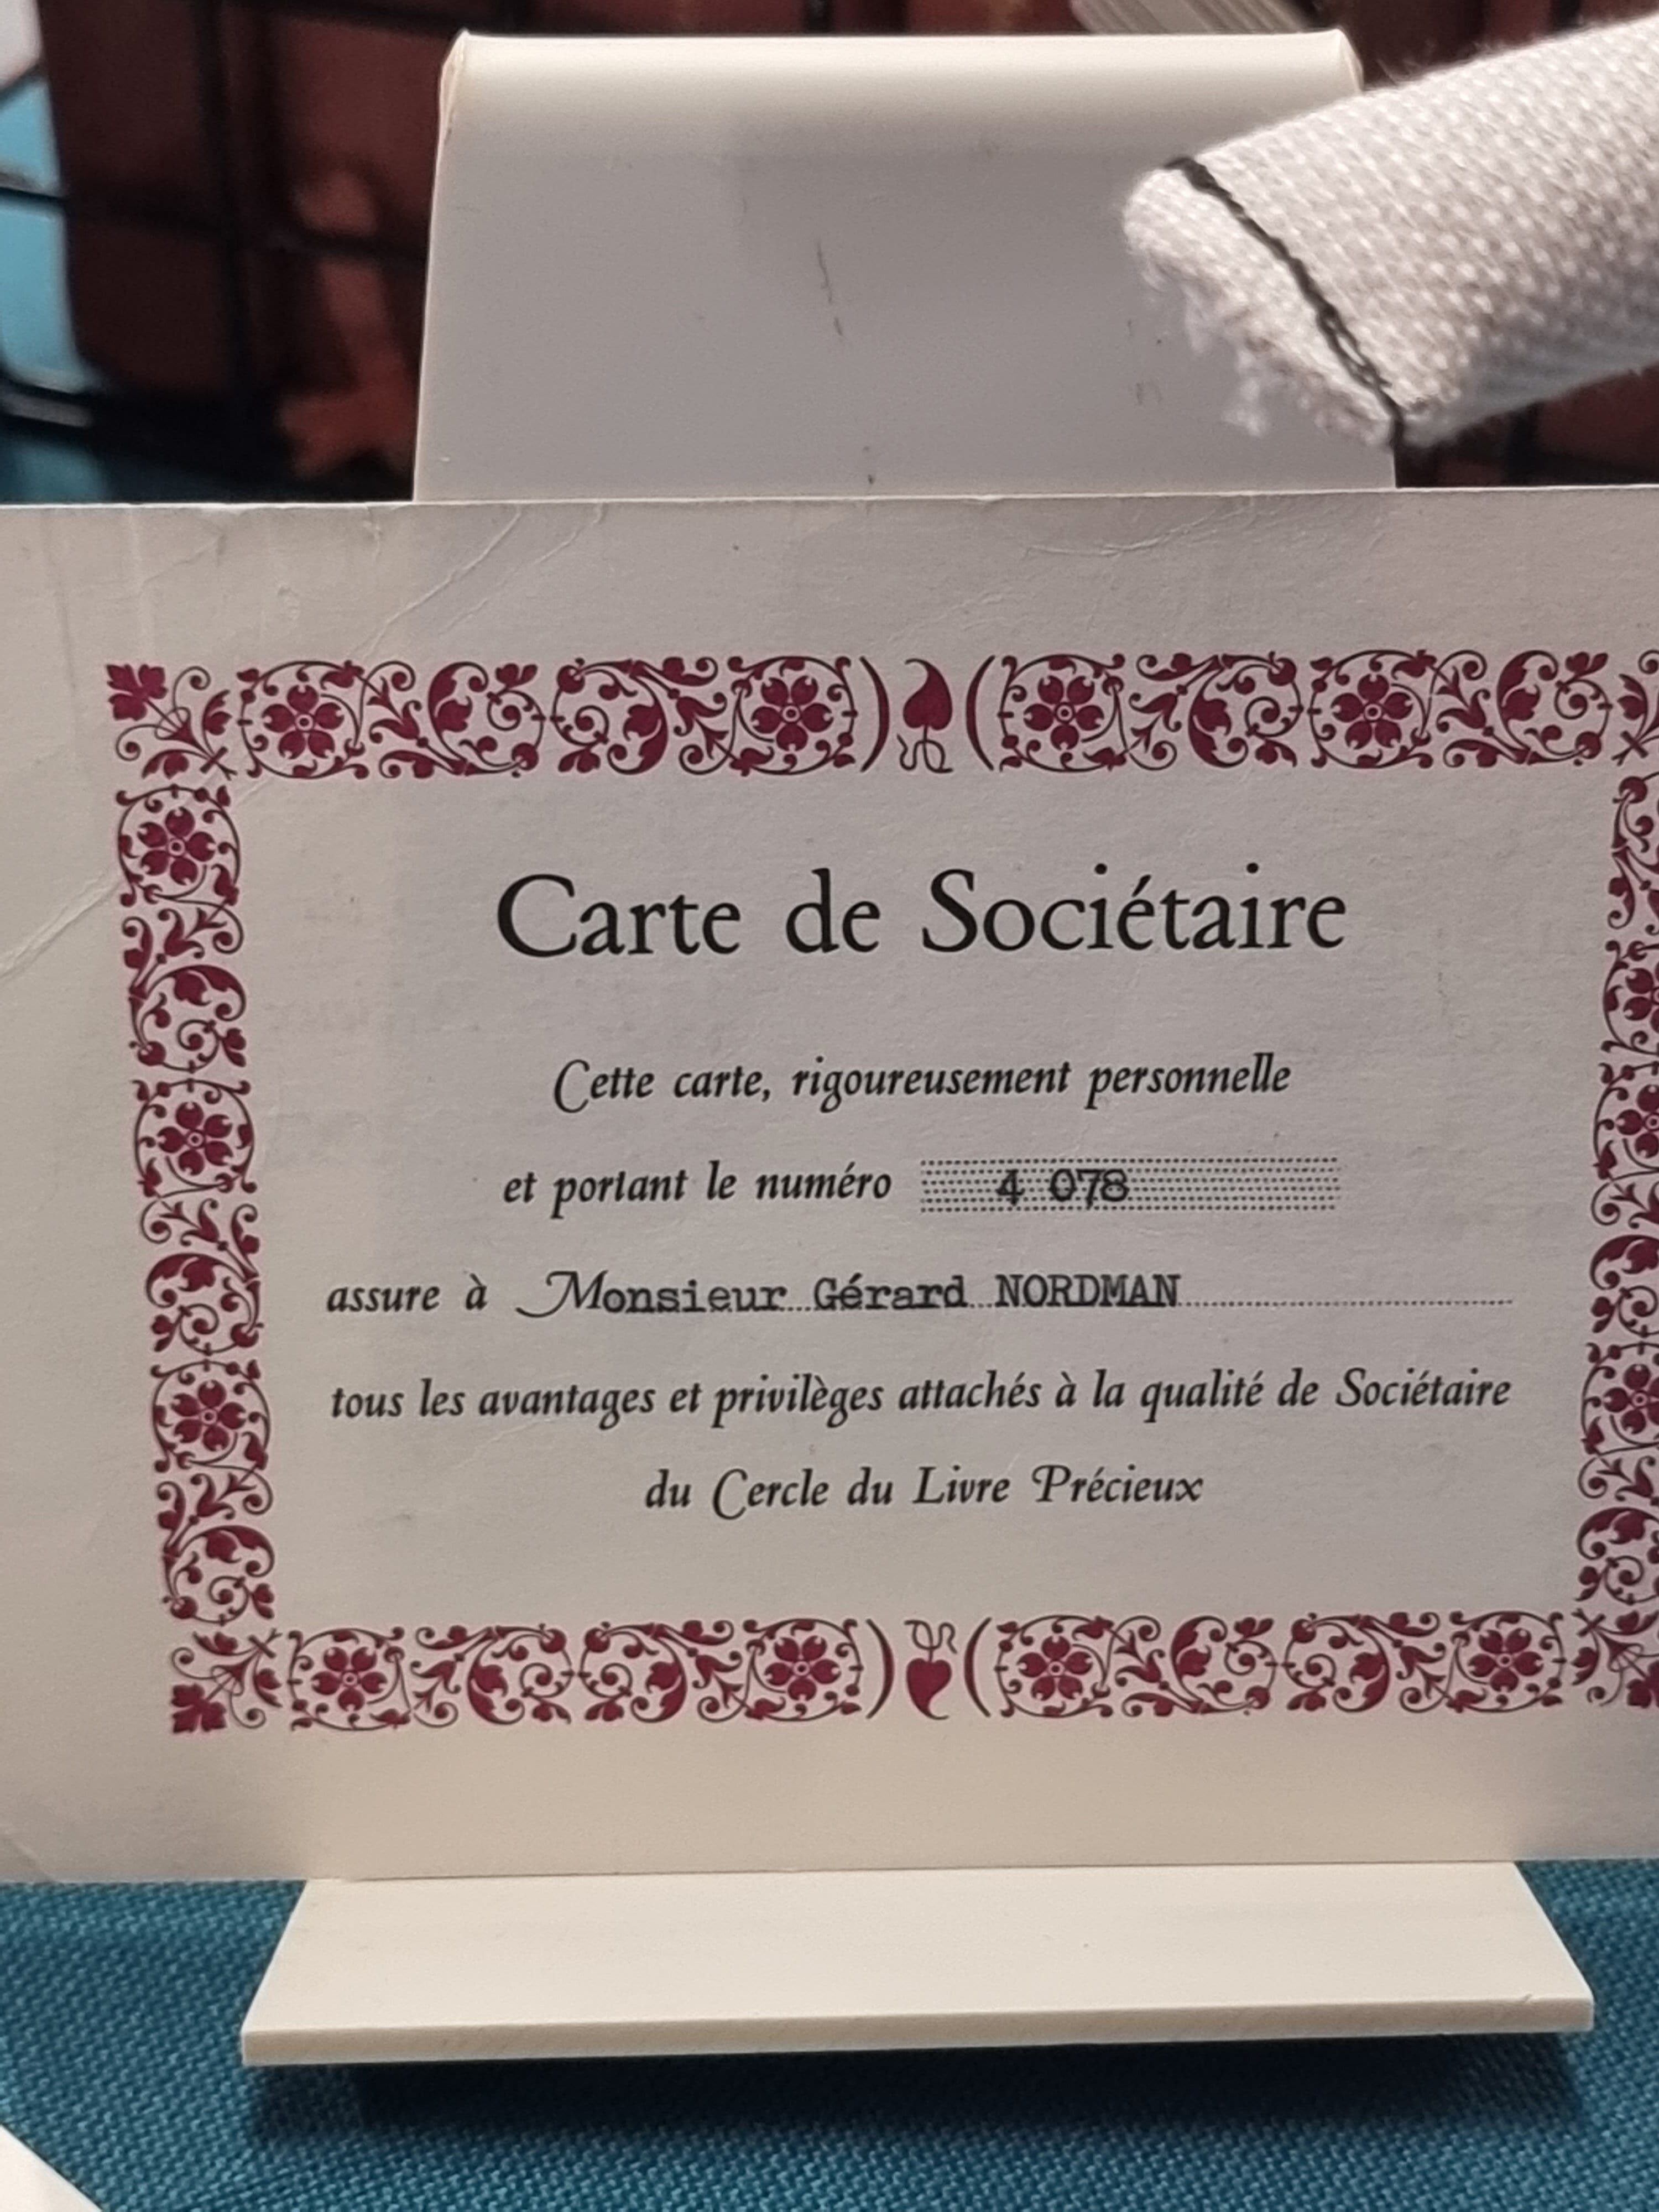 Carte de Sociétaire
Cette carte, rigoureusement personnelle
et portant le numéro 4 078
assure à Monsieur Gérard NORDMAN
tous les avantages et privilèges attachés à la qualité de Sociétaire
du Cercle du Livre Précieux